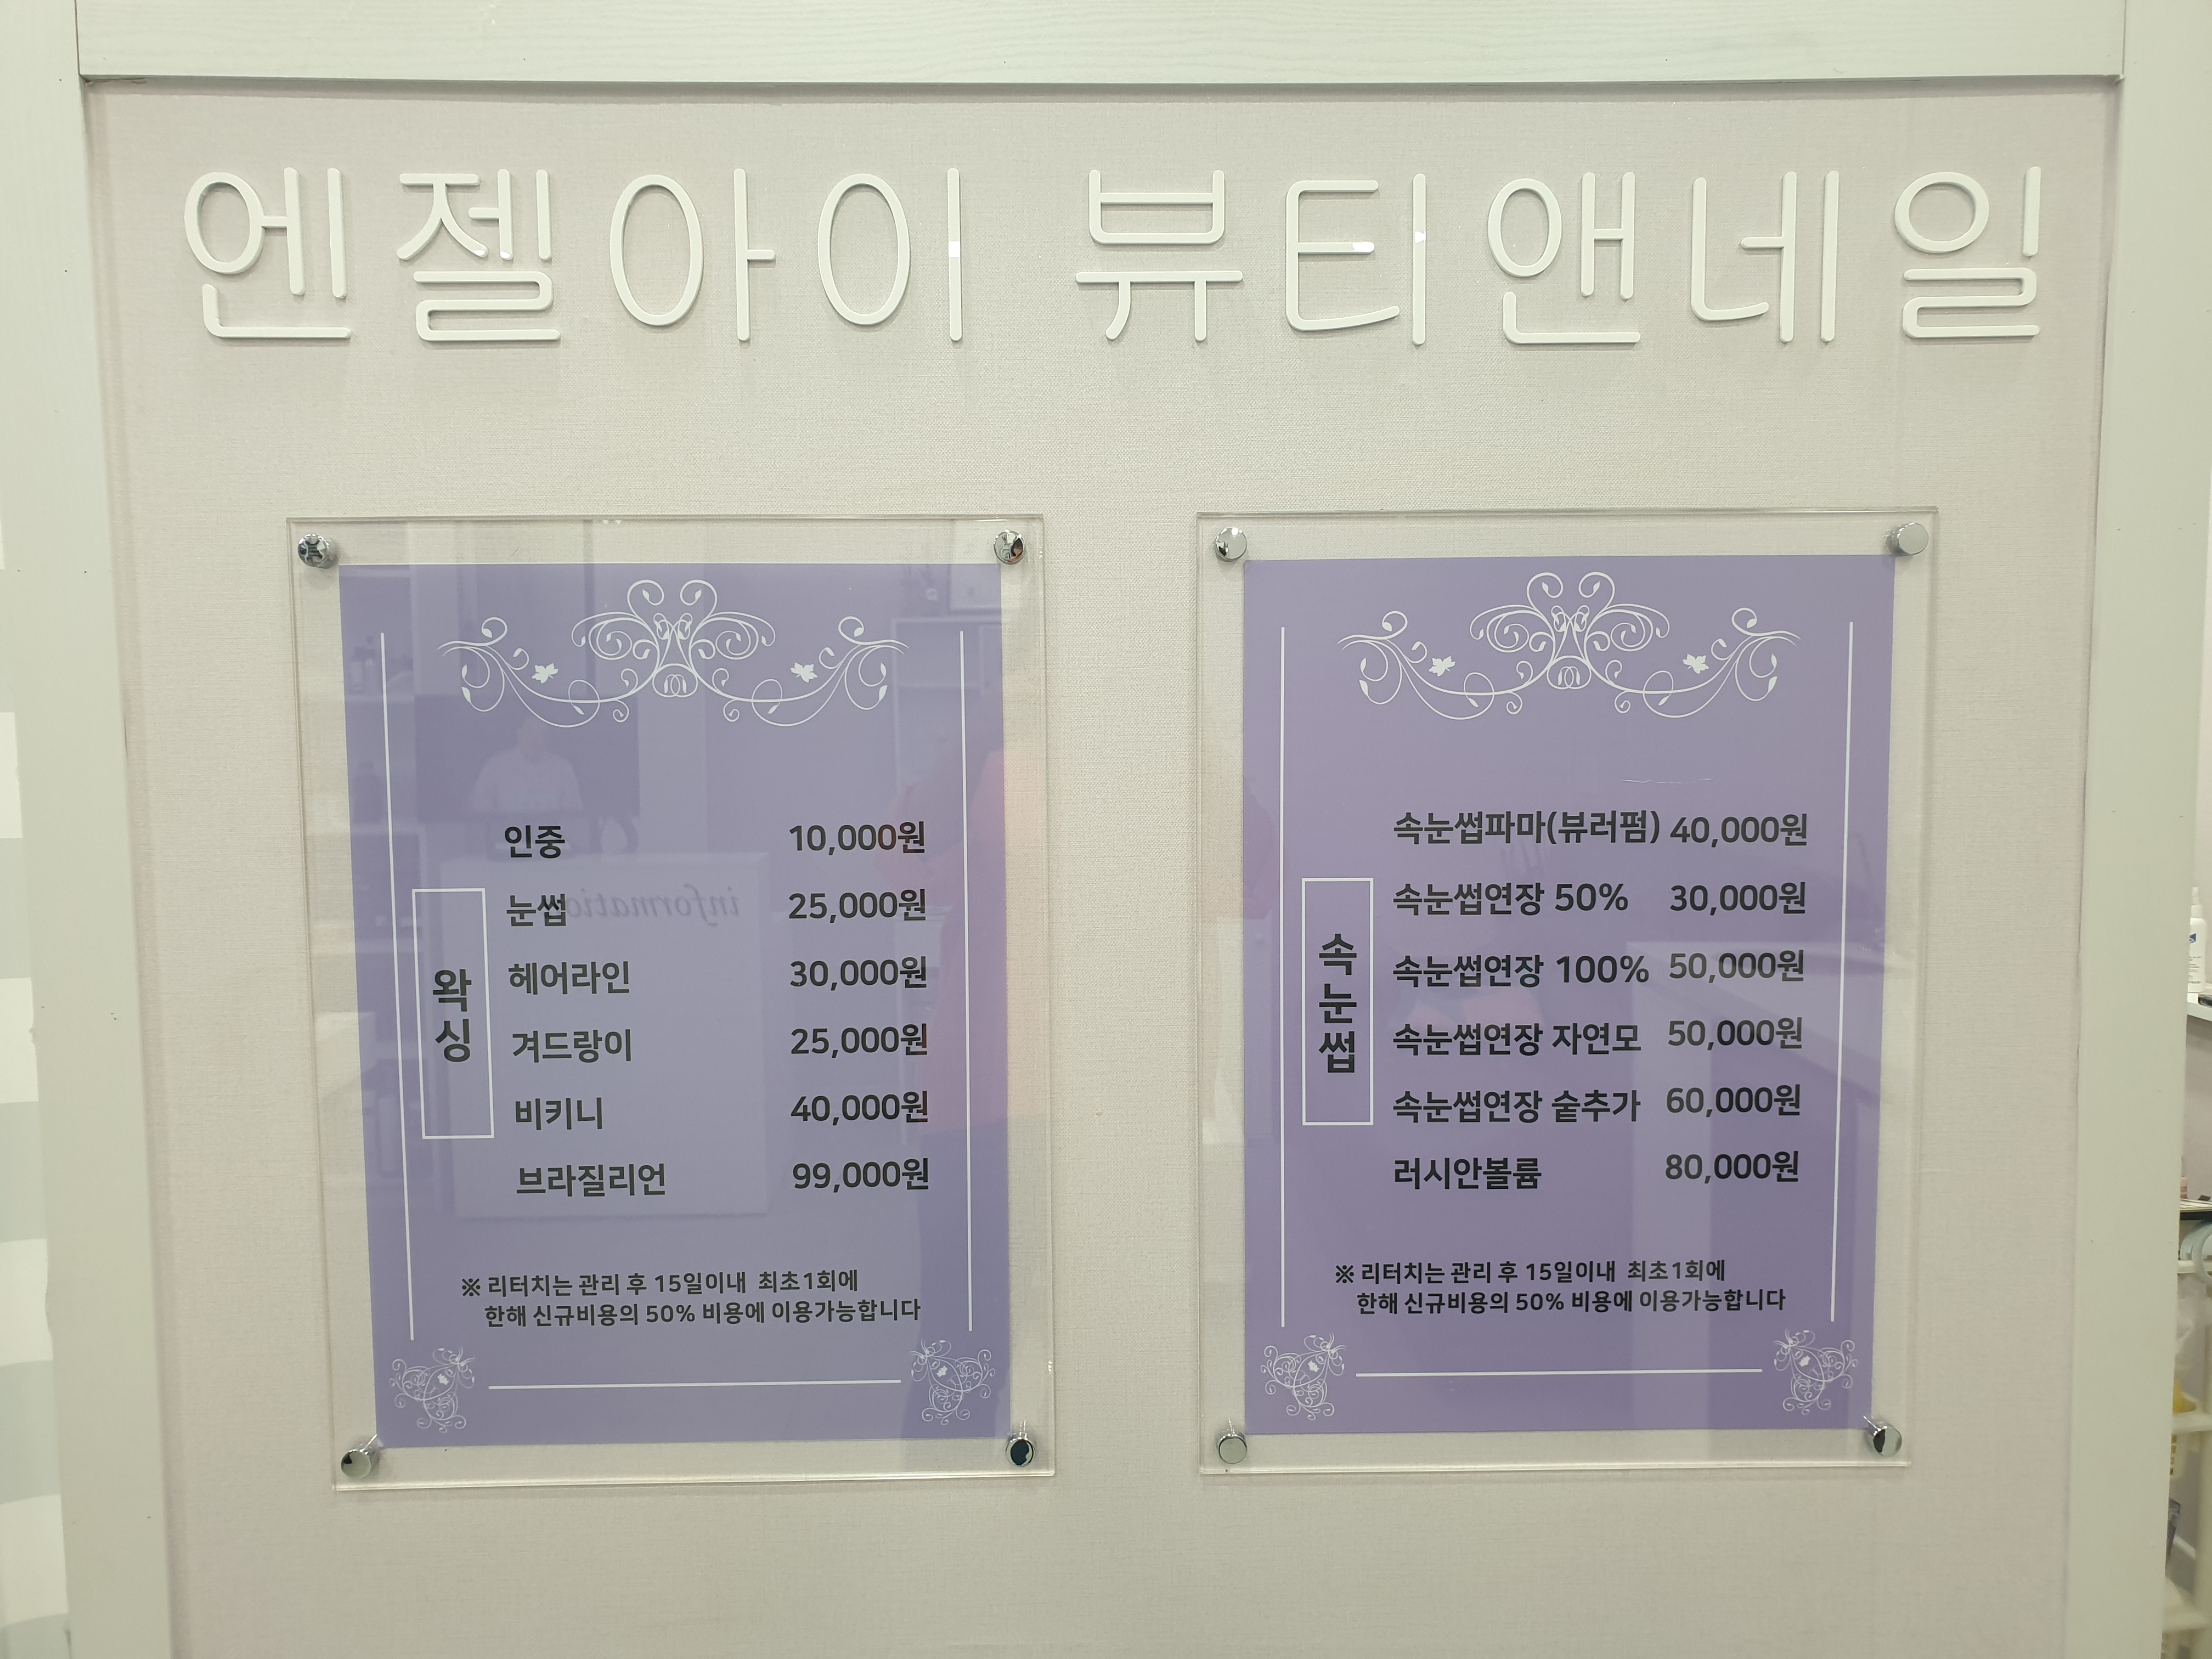 엔젤아이 뷰티앤네일
왁싱
인중 10,000원
눈썹 25,000원
헤어라인 30,000원
겨드랑이 25,000원
비키니 40,000원
브라질리언 99,000원
※ 리터치는 관리 후 15일이내 최초1회에
한해 신규비용의 50% 비용에 이용가능합니다
속눈썹
속눈썹파마(뷰러펌) 40,000원
속눈썹연장 50% 30,000원
속눈썹연장 100% 50,000원
속눈썹연장 자연모 50,000원
속눈썹연장 숱추가 60,000원
러시안볼륨 80,000원
※ 리터치는 관리 후 15일이내 최초1회에
한해 신규비용의 50% 비용에 이용가능합니다
information